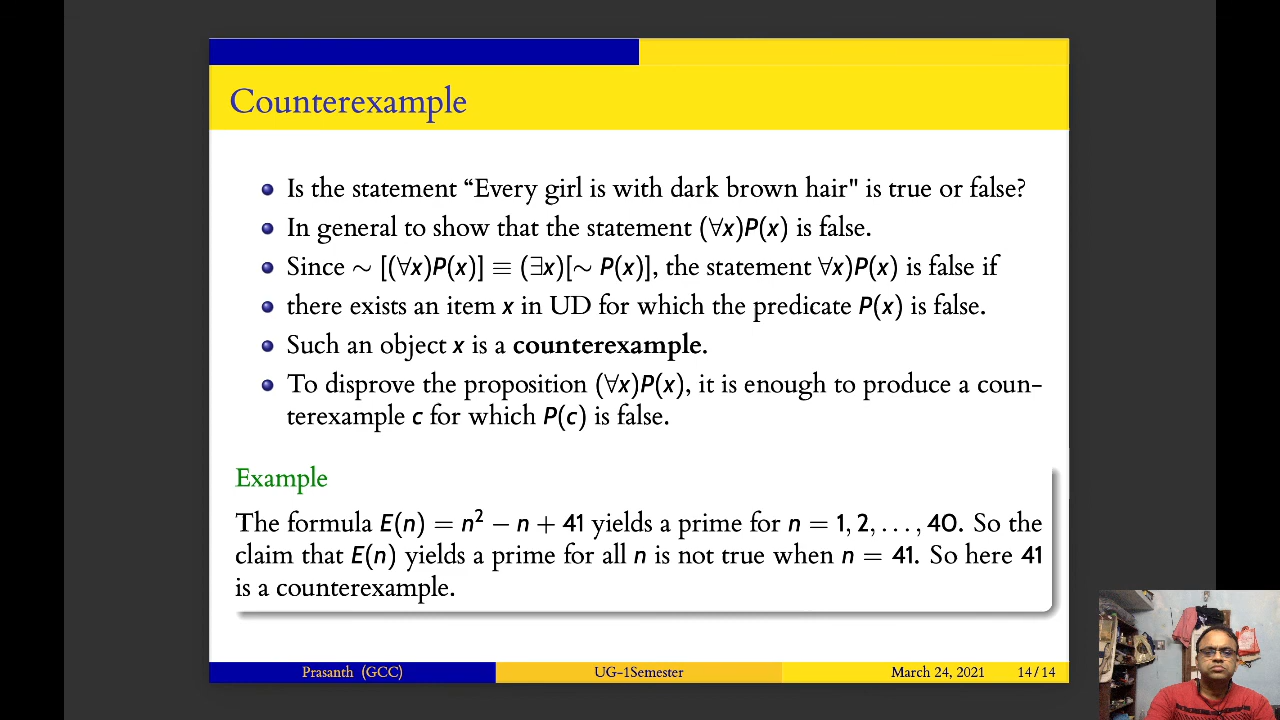 Counterexample
Is the statement “Every girl is with dark brown hair" is true or false?
In general to show that the statement (∀x)P(x) is false.
Since ∼ [(∀x)P(x)] ≡ (∃x)[∼ P(x)], the statement ∀x)P(x) is false if
there exists an item x in UD for which the predicate P(x) is false.
Such an object x is a counterexample.
To disprove the proposition (∀x)P(x), it is enough to produce a coun-
terexample c for which P(c) is false.
Example
The formula E(n) = n² − n + 41 yields a prime for n = 1, 2, . . . , 40. So the
claim that E(n) yields a prime for all n is not true when n = 41. So here 41
is a counterexample.
Prasanth (GCC) UG-1Semester March 24, 2021 14 / 14